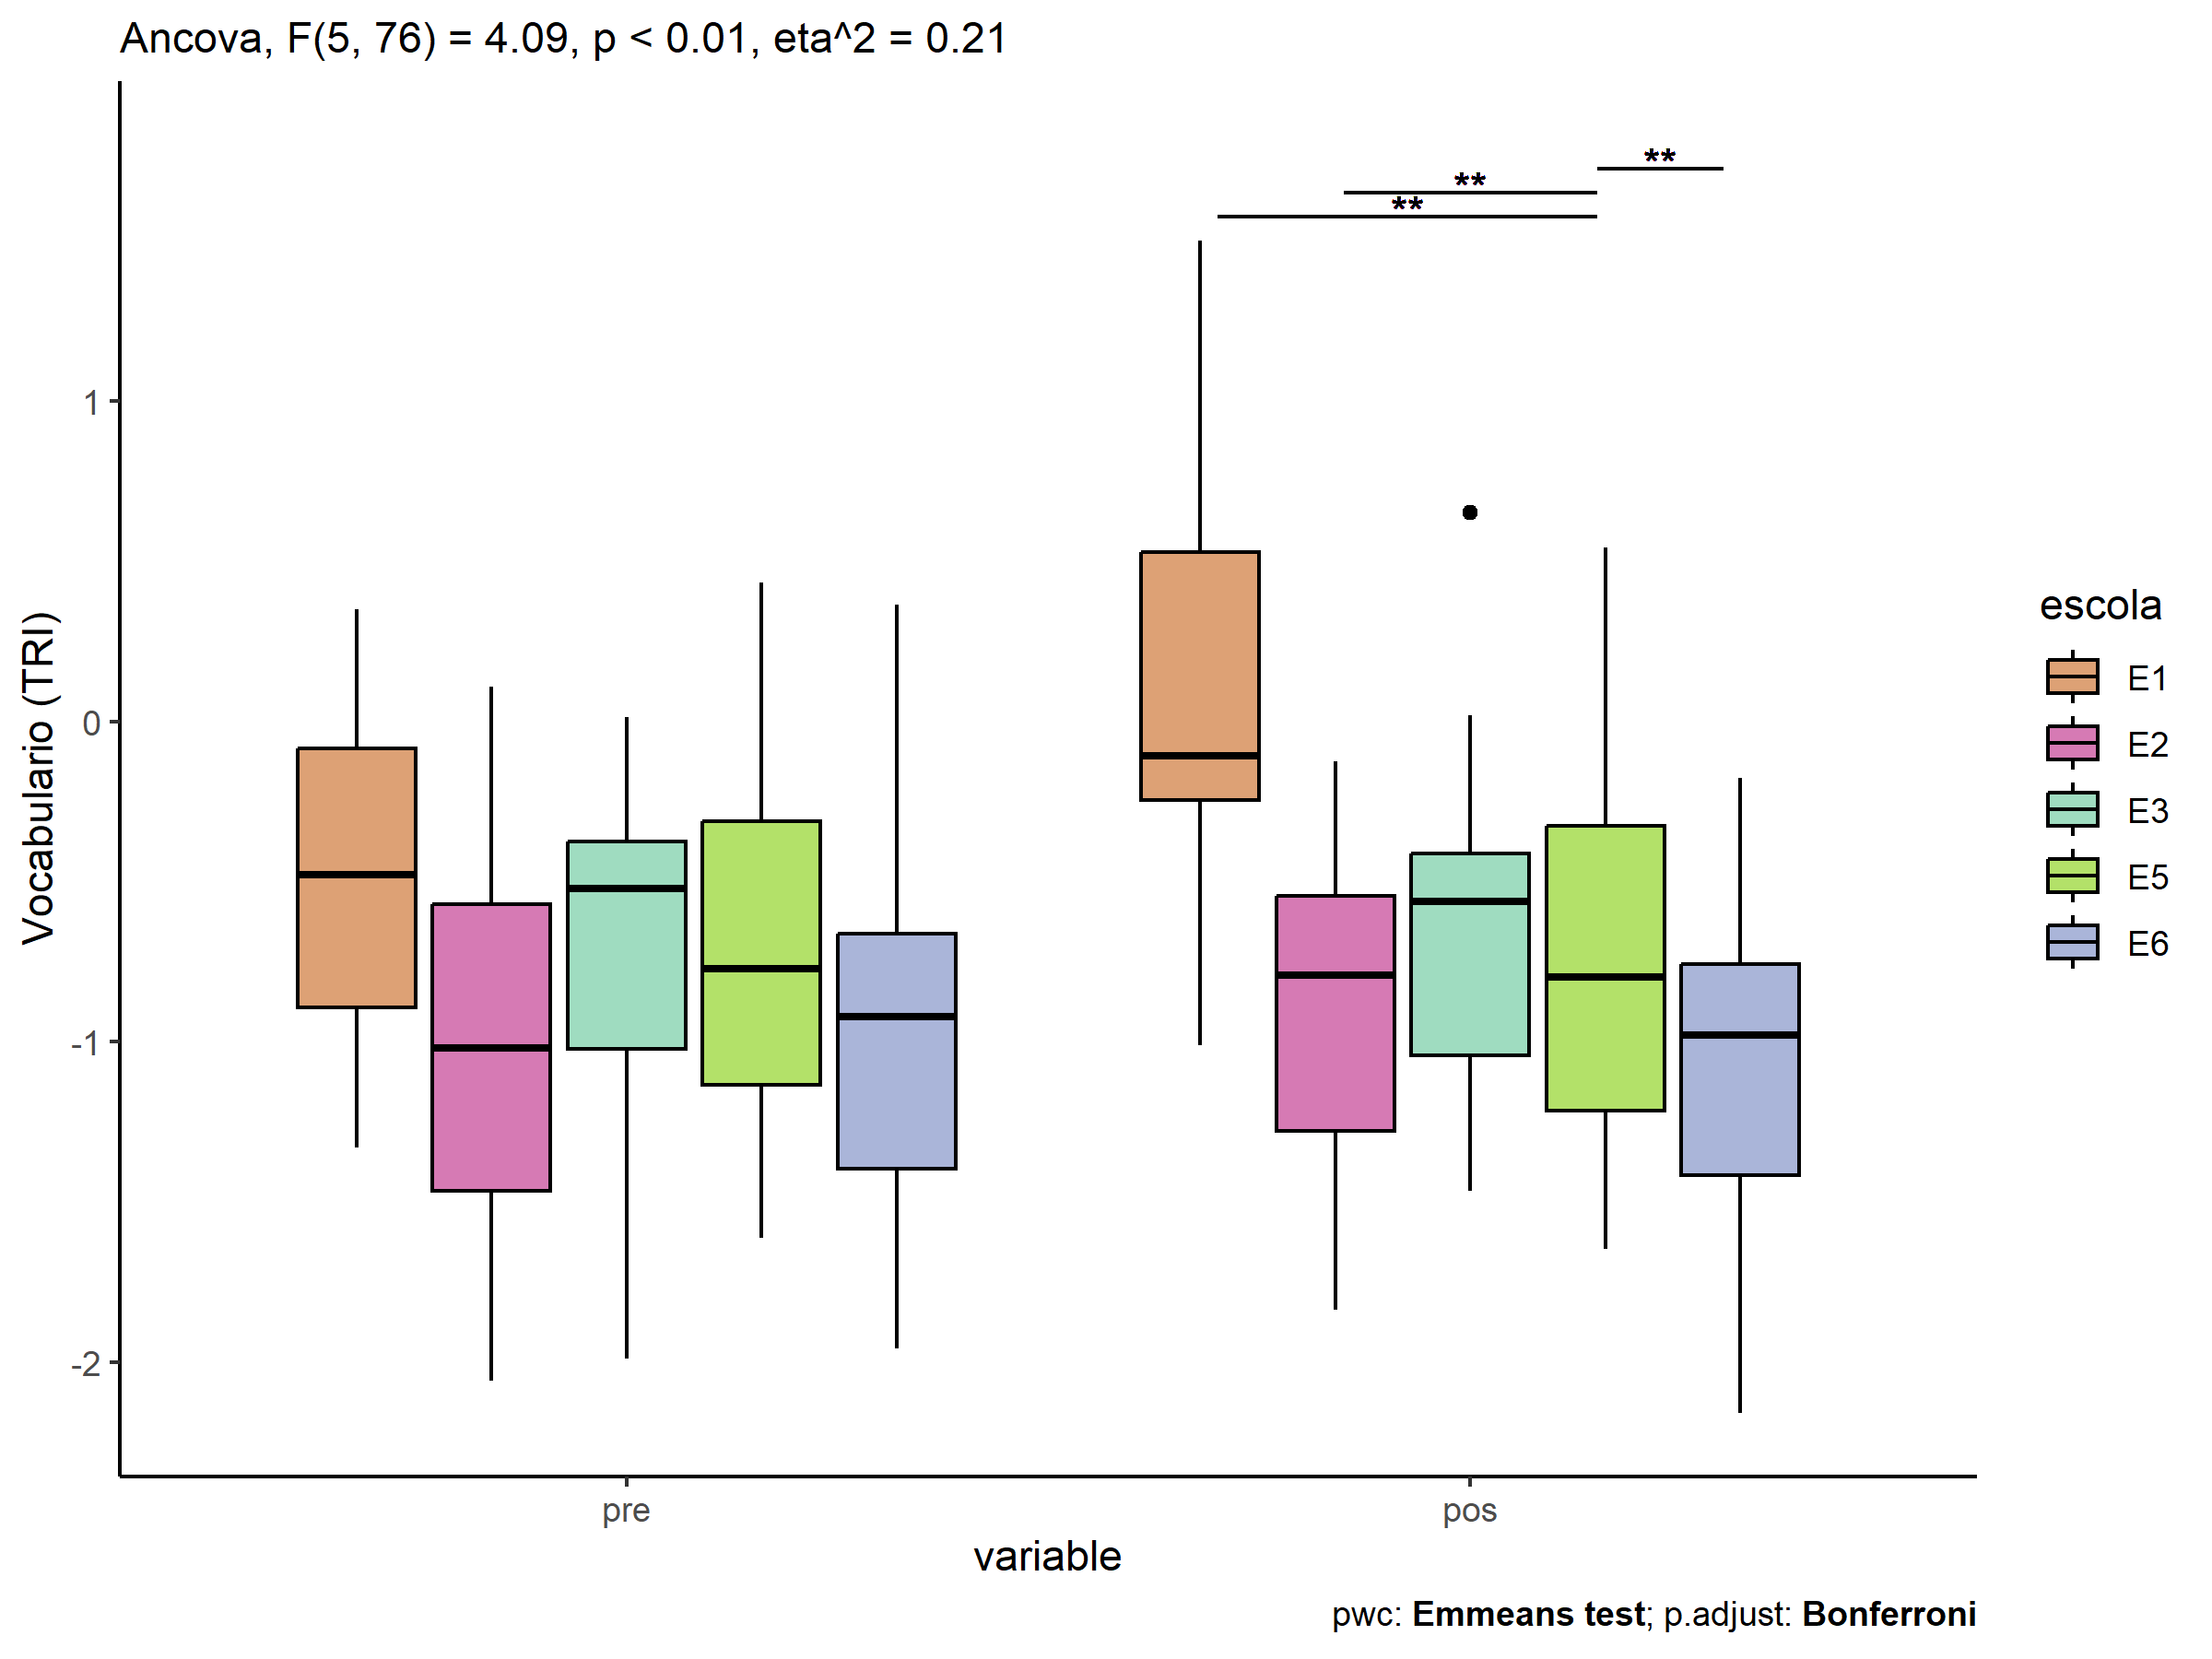 Ancova, F(5, 76) = 4.09, p < 0.01, eta^2 = 0.21
Vocabulario (TRI)
1
0
-1
-2
**
**
**
pre
pos
variable
escola
E1
E2
E3
E5
E6
pwc: Emmeans test; p.adjust: Bonferroni